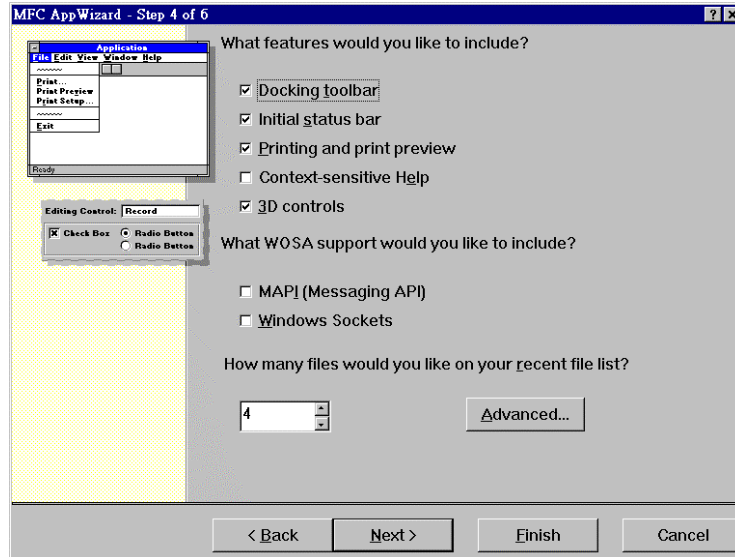 MFC AppWizard - Step 4 of 6
Application
File Edit View Window Help
Print...
Print Preview
Print Setup...
Exit
Ready
Editing Control: Record
Check Box
Radio Button
Radio Button
What features would you like to include?
Docking toolbar
Initial status bar
Printing and print preview
Context-sensitive Help
3D controls
What WOSA support would you like to include?
MAPI (Messaging API)
Windows Sockets
How many files would you like on your recent file list?
4
Advanced...
< Back
Next >
Finish
Cancel